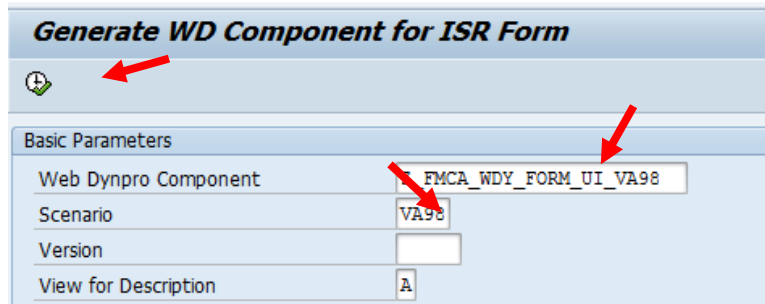 Generate WD Component for ISR Form
Basic Parameters
Web Dynpro Component _FMCA_WDY_FORM_UI_VA98
Scenario VA98
Version
View for Description A